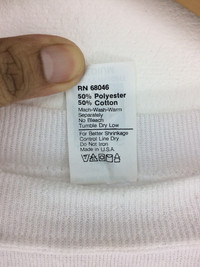 RN 68046
50% Polyester
50% Cotton
Mach-Wash-Warm
Separately
No Bleach
Tumble Dry Low
For Better Shrinkage
Control Line Dry
Do Not Iron
Made in U.S.A.